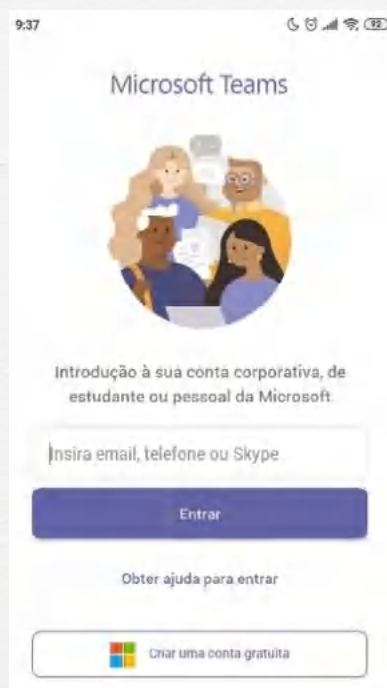 9:37
92
Microsoft Teams
Introdução à sua conta corporativa, de
estudante ou pessoal da Microsoft
Insira email, telefone ou Skype
Entrar
Obter ajuda para entrar
Criar uma conta gratuita